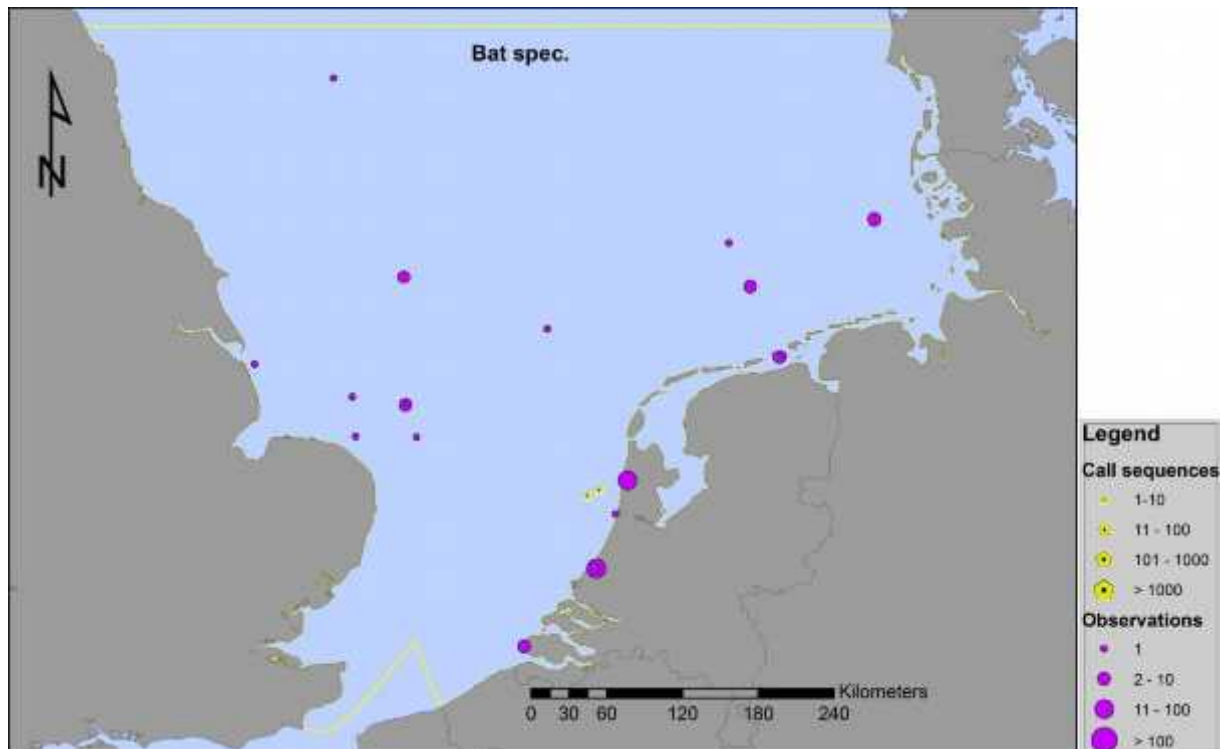 Bat spec.
N
Kilometers
0 30 60 120 180 240
Legend
Call sequences
1-10
11 - 100
101 - 1000
> 1000
Observations
1
2 - 10
11 - 100
> 100